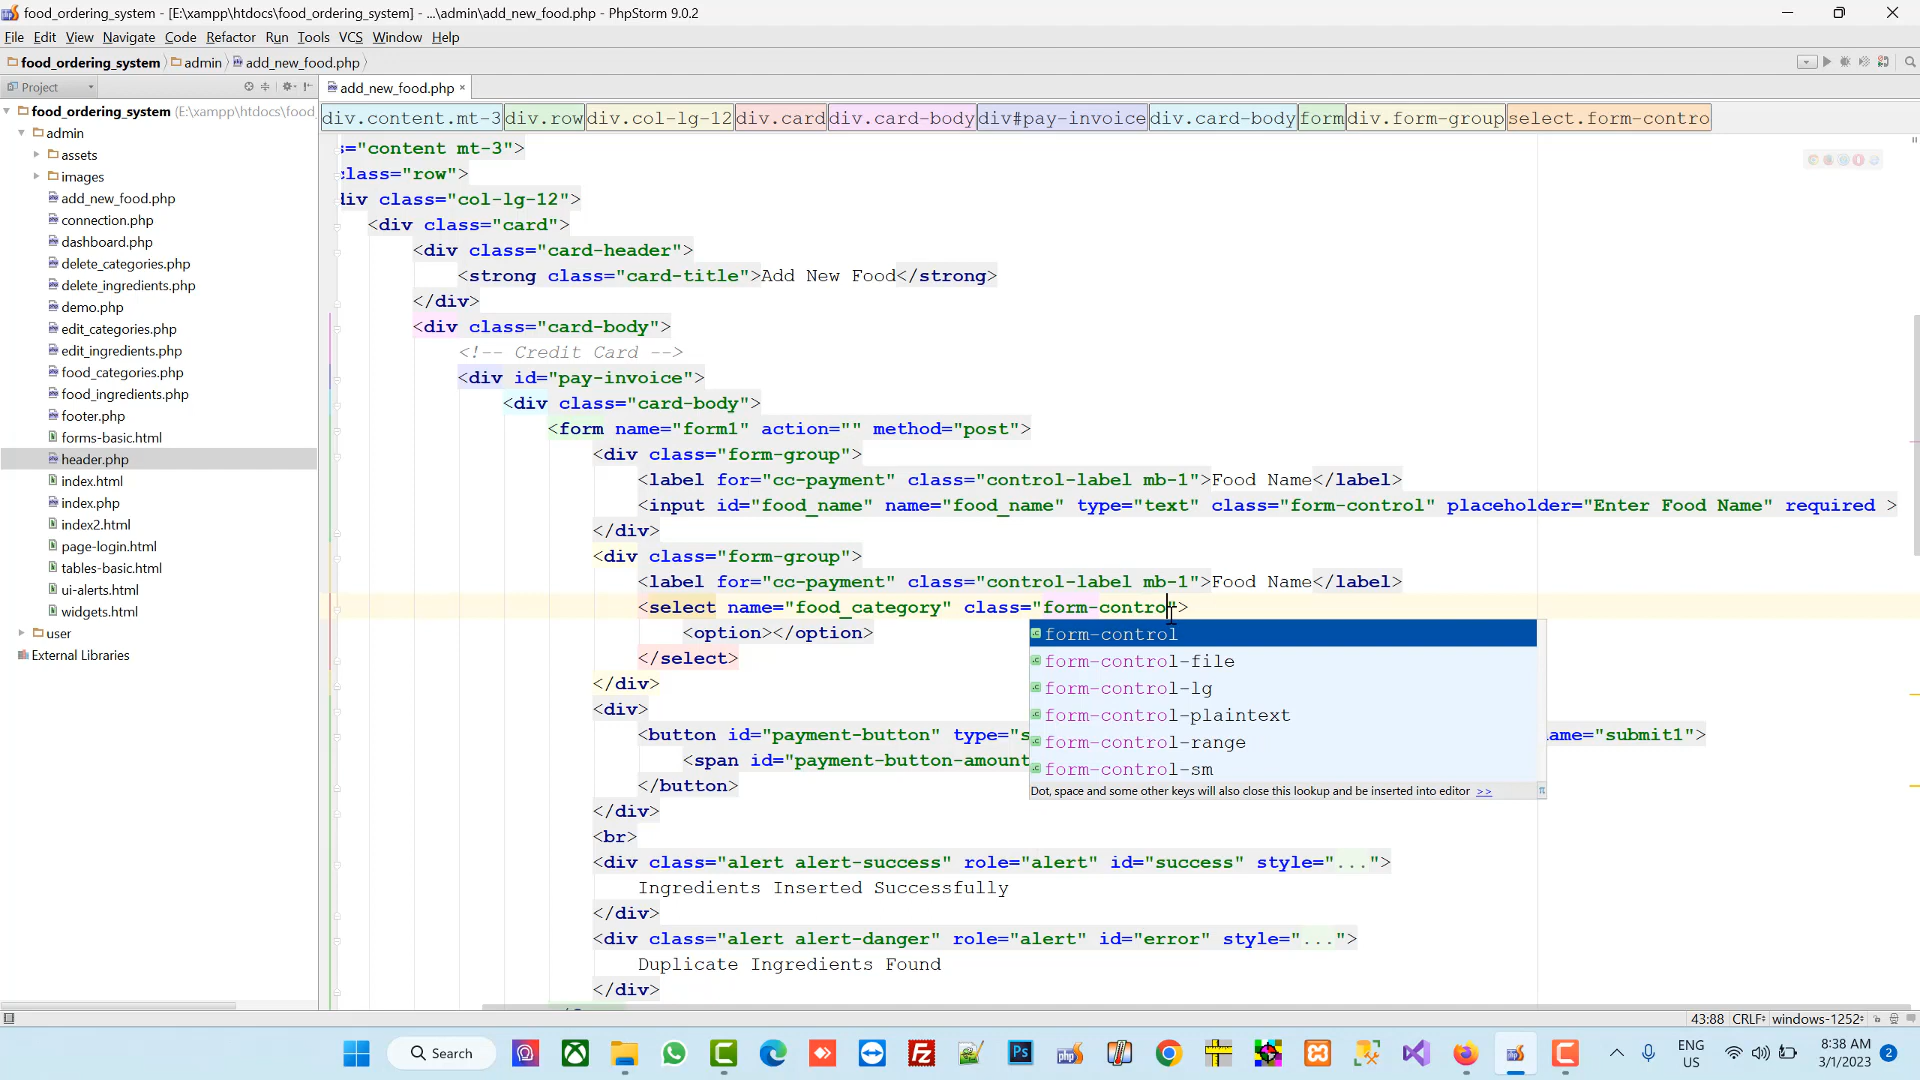 food_ordering_system - [E:\xampp\htdocs\food_ordering_system] - ...\admin\add_new_food.php - PhpStorm 9.0.2
File Edit View Navigate Code Refactor Run Tools VCS Window Help
food_ordering_system admin add_new_food.php
Project
add_new_food.php ×
food_ordering_system (E:\xampp\htdocs\food_
admin
assets
images
add_new_food.php
connection.php
dashboard.php
delete_categories.php
delete_ingredients.php
demo.php
edit_categories.php
edit_ingredients.php
food_categories.php
food_ingredients.php
footer.php
forms-basic.html
header.php
index.html
index.php
index2.html
page-login.html
tables-basic.html
ui-alerts.html
widgets.html
user
External Libraries
div.content.mt-3 div.row div.col-lg-12 div.card div.card-body div#pay-invoice div.card-body form div.form-group select.form-contro
="content mt-3">
class="row">
div class="col-lg-12">
<div class="card">
<div class="card-header">
<strong class="card-title">Add New Food</strong>
</div>
<div class="card-body">
<!-- Credit Card -->
<div id="pay-invoice">
<div class="card-body">
<form name="form1" action="" method="post">
<div class="form-group">
<label for="cc-payment" class="control-label mb-1">Food Name</label>
<input id="food_name" name="food_name" type="text" class="form-control" placeholder="Enter Food Name" required >
</div>
<div class="form-group">
<label for="cc-payment" class="control-label mb-1">Food Name</label>
<select name="food_category" class="form-contro">
<option></option>
</select>
</div>
<div>
<button id="payment-button" type="s ame="submit1">
<span id="payment-button-amount
</button>
</div>
<br>
<div class="alert alert-success" role="alert" id="success" style="...">
Ingredients Inserted Successfully
</div>
<div class="alert alert-danger" role="alert" id="error" style="...">
Duplicate Ingredients Found
</div>
form-control
form-control-file
form-control-lg
form-control-plaintext
form-control-range
form-control-sm
Dot, space and some other keys will also close this lookup and be inserted into editor >>
43:88 CRLF÷ windows-1252÷
Search
ENG
US
8:38 AM
3/1/2023
2